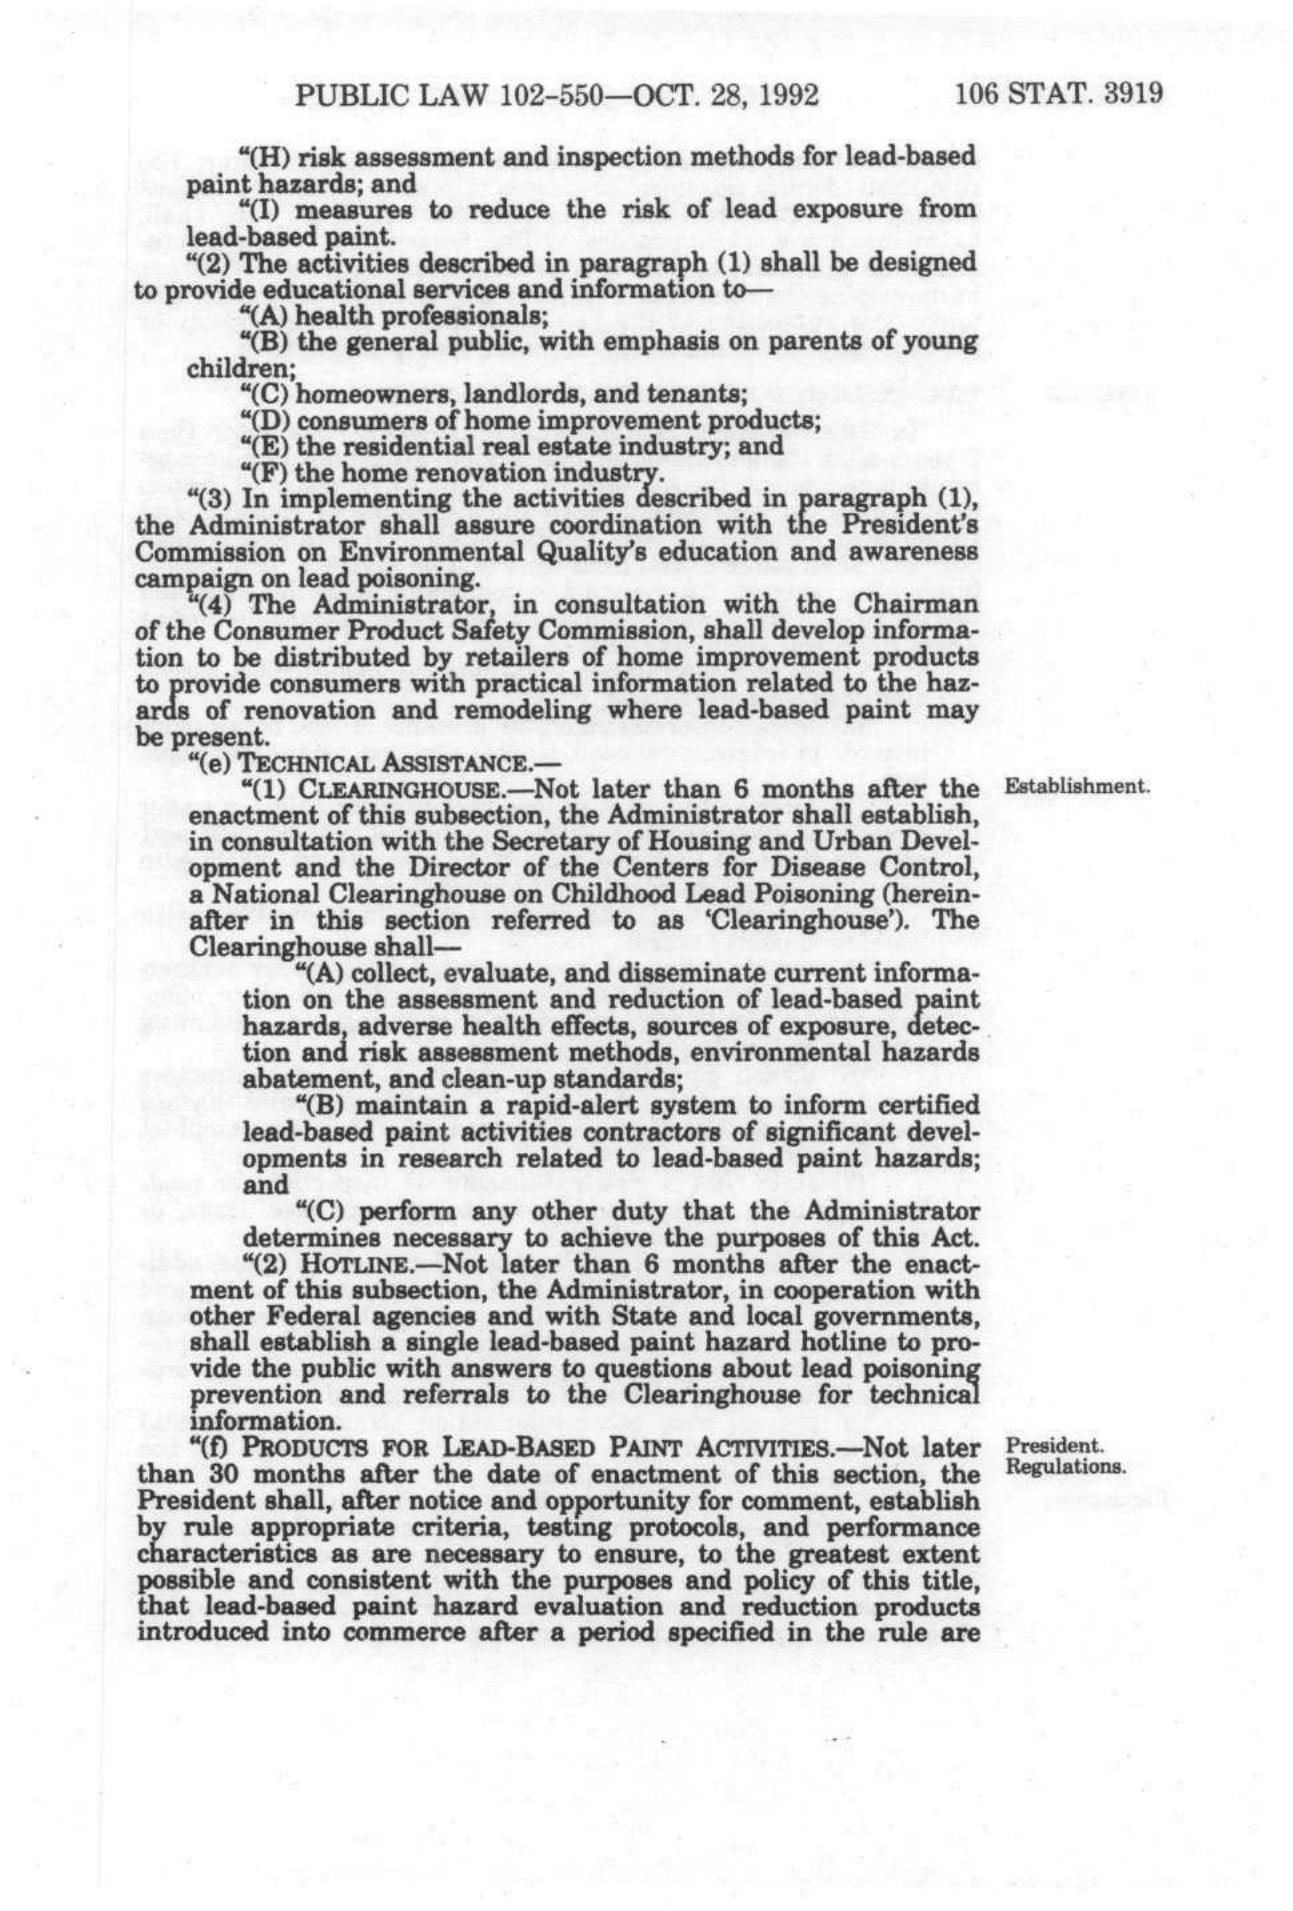 PUBLIC LAW 102-550—OCT. 28, 1992 106 STAT. 3919
"(H) risk assessment and inspection methods for lead-based
paint hazards; and
"(I) measures to reduce the risk of lead exposure from
lead-based paint.
"(2) The activities described in paragraph (1) shall be designed
to provide educational services and information to—
"(A) health professionals;
"(B) the general public, with emphasis on parents of young
children;
"(C) homeowners, landlords, and tenants;
"(D) consumers of home improvement products;
"(E) the residential real estate industry; and
"(F) the home renovation industry.
"(3) In implementing the activities described in paragraph (1),
the Administrator shall assure coordination with the President's
Commission on Environmental Quality's education and awareness
campaign on lead poisoning.
"(4) The Administrator, in consultation with the Chairman
of the Consumer Product Safety Commission, shall develop informa-
tion to be distributed by retailers of home improvement products
to provide consumers with practical information related to the haz-
ards of renovation and remodeling where lead-based paint may
be present.
"(e) TECHNICAL ASSISTANCE.—
"(1) CLEARINGHOUSE.—Not later than 6 months after the Establishment.
enactment of this subsection, the Administrator shall establish,
in consultation with the Secretary of Housing and Urban Devel-
opment and the Director of the Centers for Disease Control,
a National Clearinghouse on Childhood Lead Poisoning (herein-
after in this section referred to as 'Clearinghouse'). The
Clearinghouse shall—
"(A) collect, evaluate, and disseminate current informa-
tion on the assessment and reduction of lead-based paint
hazards, adverse health effects, sources of exposure, detec-
tion and risk assessment methods, environmental hazards
abatement, and clean-up standards;
"(B) maintain a rapid-alert system to inform certified
lead-based paint activities contractors of significant devel-
opments in research related to lead-based paint hazards;
and
"(C) perform any other duty that the Administrator
determines necessary to achieve the purposes of this Act.
"(2) HOTLINE.—Not later than 6 months after the enact-
ment of this subsection, the Administrator, in cooperation with
other Federal agencies and with State and local governments,
shall establish a single lead-based paint hazard hotline to pro-
vide the public with answers to questions about lead poisoning
prevention and referrals to the Clearinghouse for technical
information.
"(f) PRODUCTS FOR LEAD-BASED PAINT ACTIVITIES.—Not later President.
than 30 months after the date of enactment of this section, the Regulations.
President shall, after notice and opportunity for comment, establish
by rule appropriate criteria, testing protocols, and performance
characteristics as are necessary to ensure, to the greatest extent
possible and consistent with the purposes and policy of this title,
that lead-based paint hazard evaluation and reduction products
introduced into commerce after a period specified in the rule are